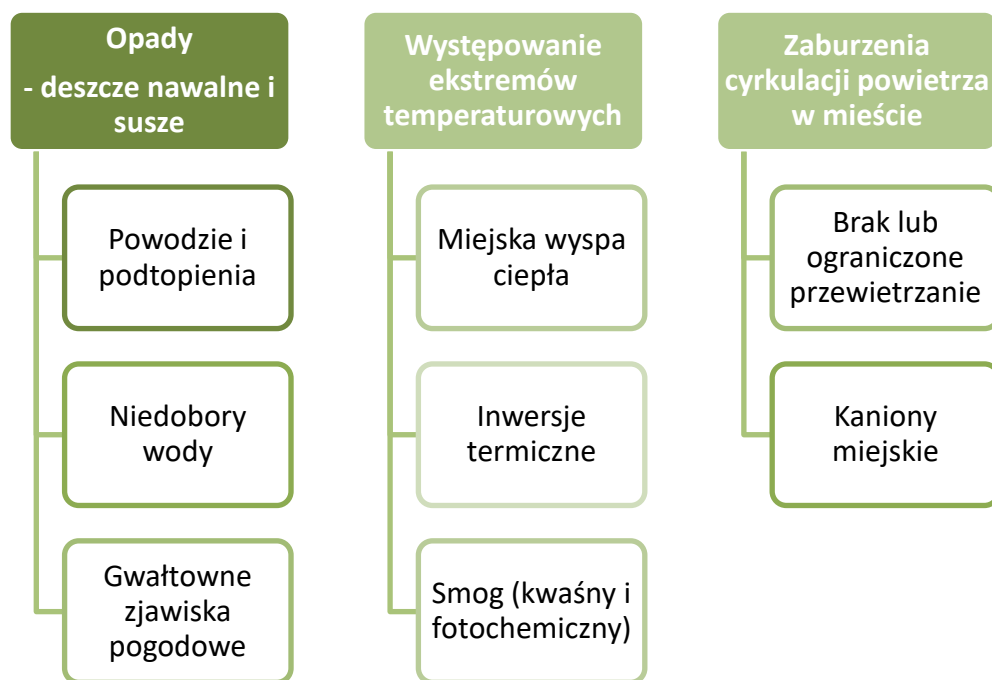 Opady
- deszcze nawalne i
susze
Powodzie i
podtopienia
Niedobory
wody
Gwałtowne
zjawiska
pogodowe
Występowanie
ekstremów
temperaturowych
Miejska wyspa
ciepła
Inwersje
termiczne
Smog (kwaśny i
fotochemiczny)
Zaburzenia
cyrkulacji powietrza
w mieście
Brak lub
ograniczone
przewietrzanie
Kaniony
miejskie